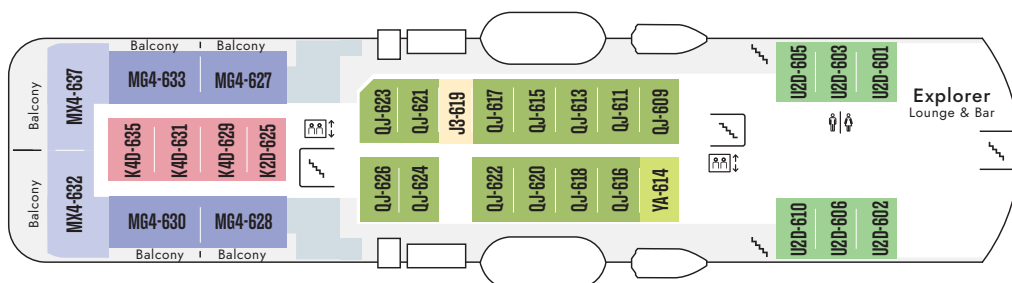 Balcony Balcony
MX4-637
MG4-633
MG4-627
QJ-623
QJ-621
J3-619
QJ-617
QJ-615
QJ-613
QJ-611
QJ-609
U2D-605
U2D-603
U2D-601
Balcony
K4D-635
K4D-631
K4D-629
K2D-625
Explorer
Lounge & Bar
Balcony
MX4-632
MG4-630
MG4-628
QJ-626
QJ-624
QJ-622
QJ-620
QJ-618
QJ-616
YA-614
U2D-610
U2D-606
U2D-602
Balcony Balcony